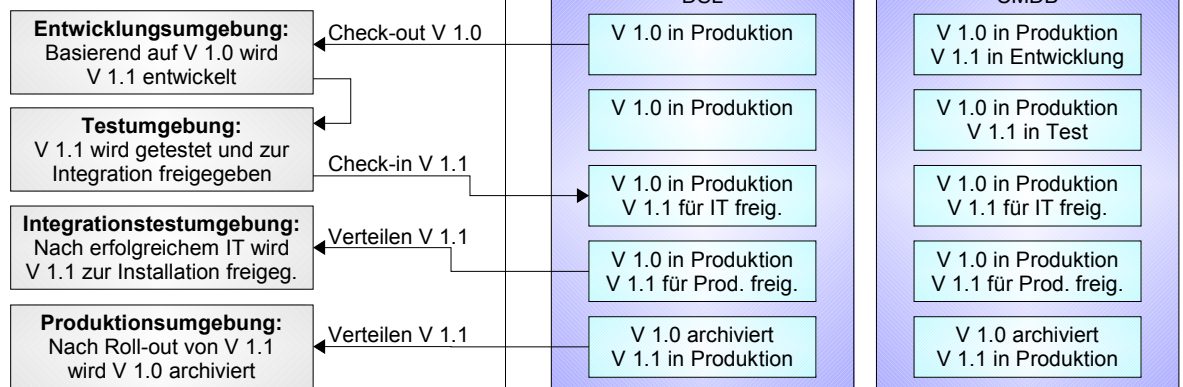 Entwicklungsumgebung:
Basierend auf V 1.0 wird
V 1.1 entwickelt
Check-out V 1.0
V 1.0 in Produktion
V 1.0 in Produktion
V 1.1 in Entwicklung
Testumgebung:
V 1.1 wird getestet und zur
Integration freigegeben
V 1.0 in Produktion
V 1.0 in Produktion
V 1.1 in Test
Check-in V 1.1
V 1.0 in Produktion
V 1.1 für IT freig.
V 1.0 in Produktion
V 1.1 für IT freig.
Integrationstestumgebung:
Nach erfolgreichem IT wird
V 1.1 zur Installation freigeg.
Verteilen V 1.1
V 1.0 in Produktion
V 1.1 für Prod. freig.
V 1.0 in Produktion
V 1.1 für Prod. freig.
Produktionsumgebung:
Nach Roll-out von V 1.1
wird V 1.0 archiviert
Verteilen V 1.1
V 1.0 archiviert
V 1.1 in Produktion
V 1.0 archiviert
V 1.1 in Produktion